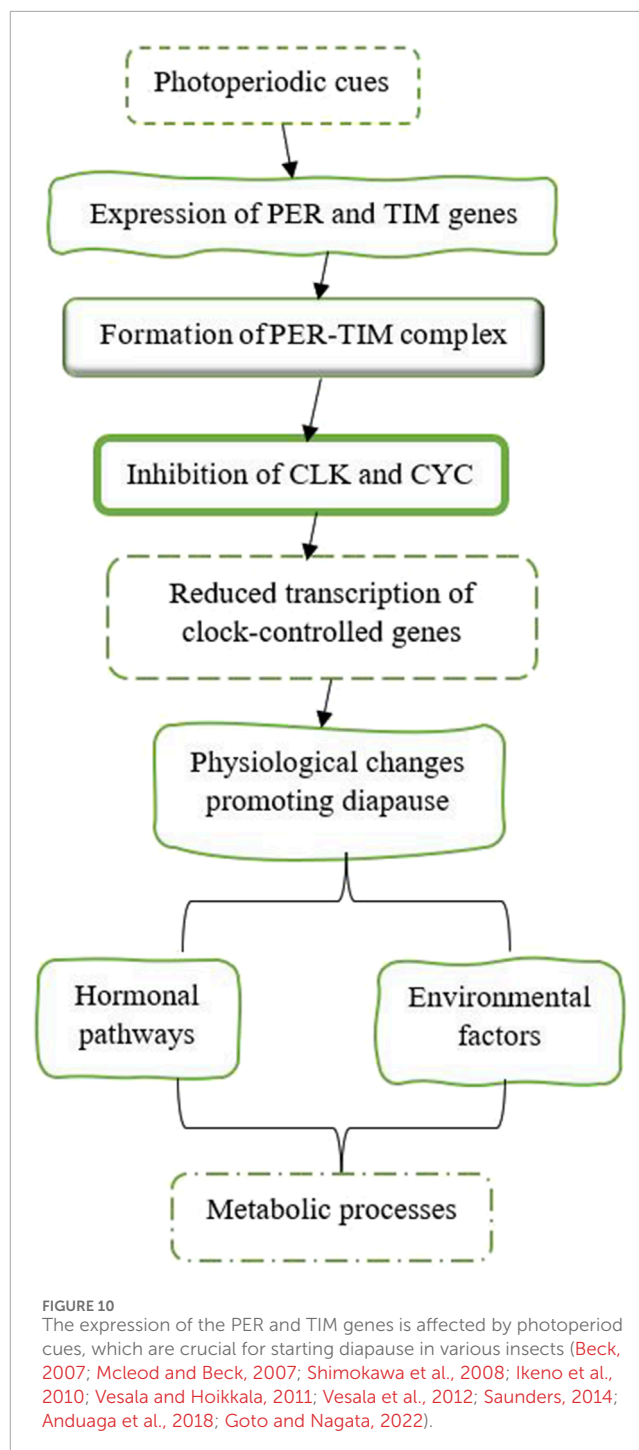 Photoperiodic cues
Expression of PER and TIM genes
Formation of PER-TIM complex
Inhibition of CLK and CYC
Reduced transcription of
clock-controlled genes
Physiological changes
promoting diapause
Hormonal
pathways
Environmental
factors
Metabolic processes
FIGURE 10
The expression of the PER and TIM genes is affected by photoperiod
cues, which are crucial for starting diapause in various insects (Beck,
2007; Mcleod and Beck, 2007; Shimokawa et al., 2008; Ikeno et al.,
2010; Vesala and Hoikkala, 2011; Vesala et al., 2012; Saunders, 2014;
Anduaga et al., 2018; Goto and Nagata, 2022).